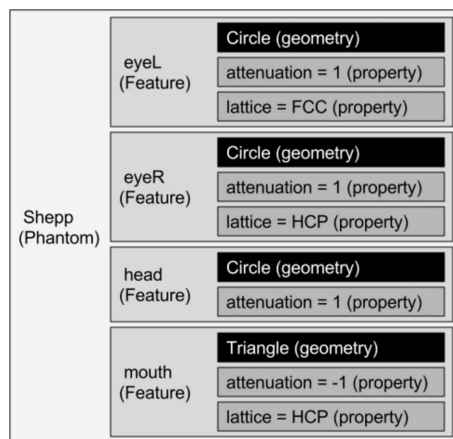 Shepp
(Phantom)
eyeL
(Feature)
Circle (geometry)
attenuation = 1 (property)
lattice = FCC (property)
eyeR
(Feature)
Circle (geometry)
attenuation = 1 (property)
lattice = HCP (property)
head
(Feature)
Circle (geometry)
attenuation = 1 (property)
mouth
(Feature)
Triangle (geometry)
attenuation = -1 (property)
lattice = HCP (property)